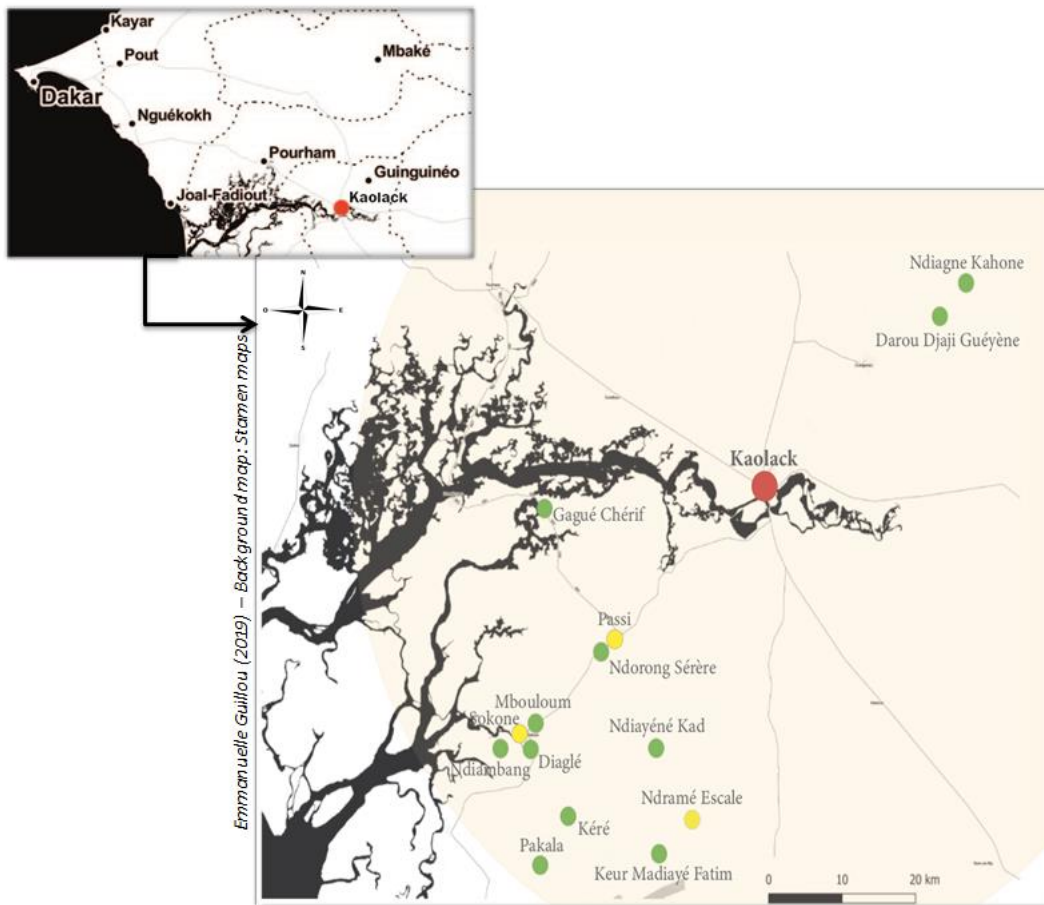 Kayar
Pout
Mbaké
Dakar
Nguékokh
Pourham
Guinguinéo
Joal-Fadiout
Kaolack
N
O
E
S
Emmanuelle Guillou (2019) – Background map: Stamen maps
Ndiagne Kahone
Darou Djaji Guéyène
Kaolack
Gagué Chérif
Passi
Ndorong Sérère
Mbouloum
Sokone
Ndiayéné Kad
Ndiambang
Diaglé
Ndramé Escale
Kéré
Pakala
Keur Madiayé Fatim
0 10 20 km